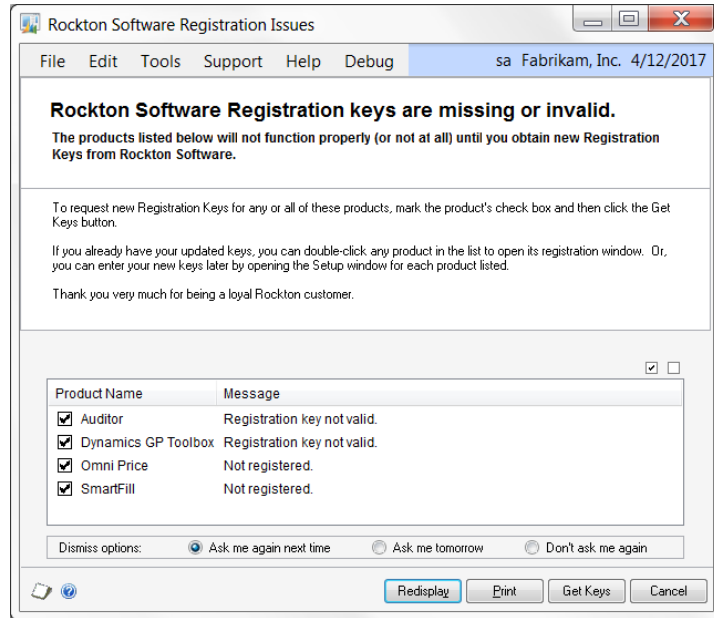 Rockton Software Registration Issues
File Edit Tools Support Help Debug sa Fabrikam, Inc. 4/12/2017
Rockton Software Registration keys are missing or invalid.
The products listed below will not function properly (or not at all) until you obtain new Registration
Keys from Rockton Software.
To request new Registration Keys for any or all of these products, mark the product's check box and then click the Get
Keys button.
If you already have your updated keys, you can double-click any product in the list to open its registration window. Or,
you can enter your new keys later by opening the Setup window for each product listed.
Thank you very much for being a loyal Rockton customer.
Product Name Message
Auditor Registration key not valid.
Dynamics GP Toolbox Registration key not valid.
Omni Price Not registered.
SmartFill Not registered.
Dismiss options: Ask me again next time Ask me tomorrow Don't ask me again
Redisplay Print Get Keys Cancel